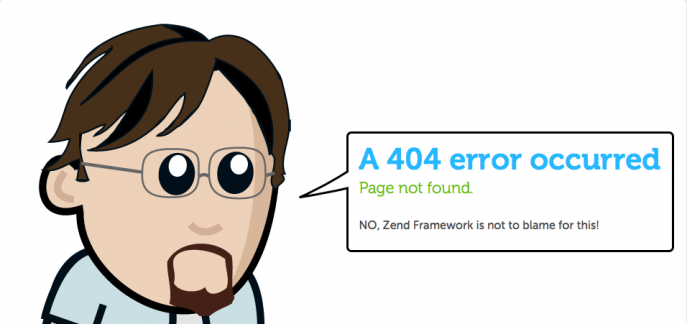 A 404 error occurred
Page not found.
NO, Zend Framework is not to blame for this!